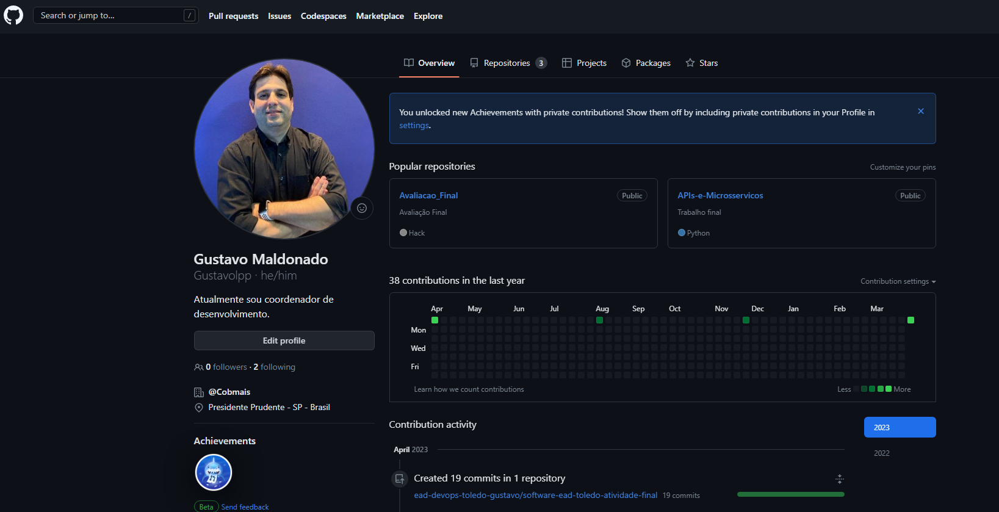 Search or jump to...
/
Pull requests
Issues
Codespaces
Marketplace
Explore
Overview
Repositories 3
Projects
Packages
Stars
You unlocked new Achievements with private contributions! Show them off by including private contributions in your Profile in
settings.
Popular repositories
Customize your pins
Avaliacao_Final
Public
Avaliação Final
Hack
APIs-e-Microsservicos
Public
Trabalho final
Python
Gustavo Maldonado
Gustavolpp · he/him
Atualmente sou coordenador de
desenvolvimento.
Edit profile
0 followers · 2 following
@Cobmais
Presidente Prudente - SP - Brasil
Achievements
Beta Send feedback
38 contributions in the last year
Contribution settings
Apr May Jun Jul Aug Sep Oct Nov Dec Jan Feb Mar
Mon
Wed
Fri
Learn how we count contributions
Less More
Contribution activity
2023
2022
April 2023
Created 19 commits in 1 repository
ead-devops-toledo-gustavo/software-ead-toledo-atividade-final 19 commits